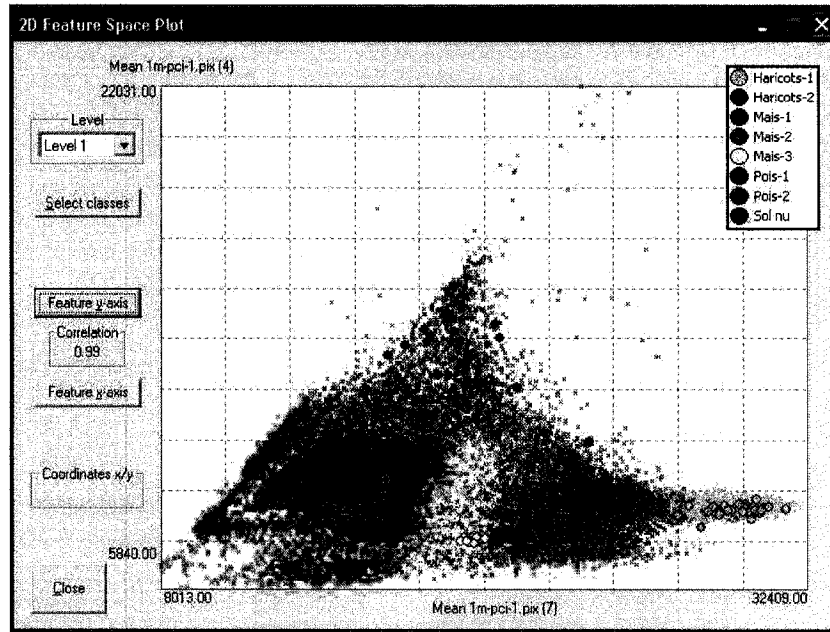 2D Feature Space Plot
Mean 1m-pci-1.pix (4)
22031.00
Level
Level 1
Select classes
Feature y-axis
Correlation
0.99
Feature x-axis
Coordinates x/y
5840.00
Close
8013.00
Mean 1m-pci-1.pix (7)
32409.00
Haricots-1
Haricots-2
Mais-1
Mais-2
Mais-3
Pois-1
Pois-2
Sol nu